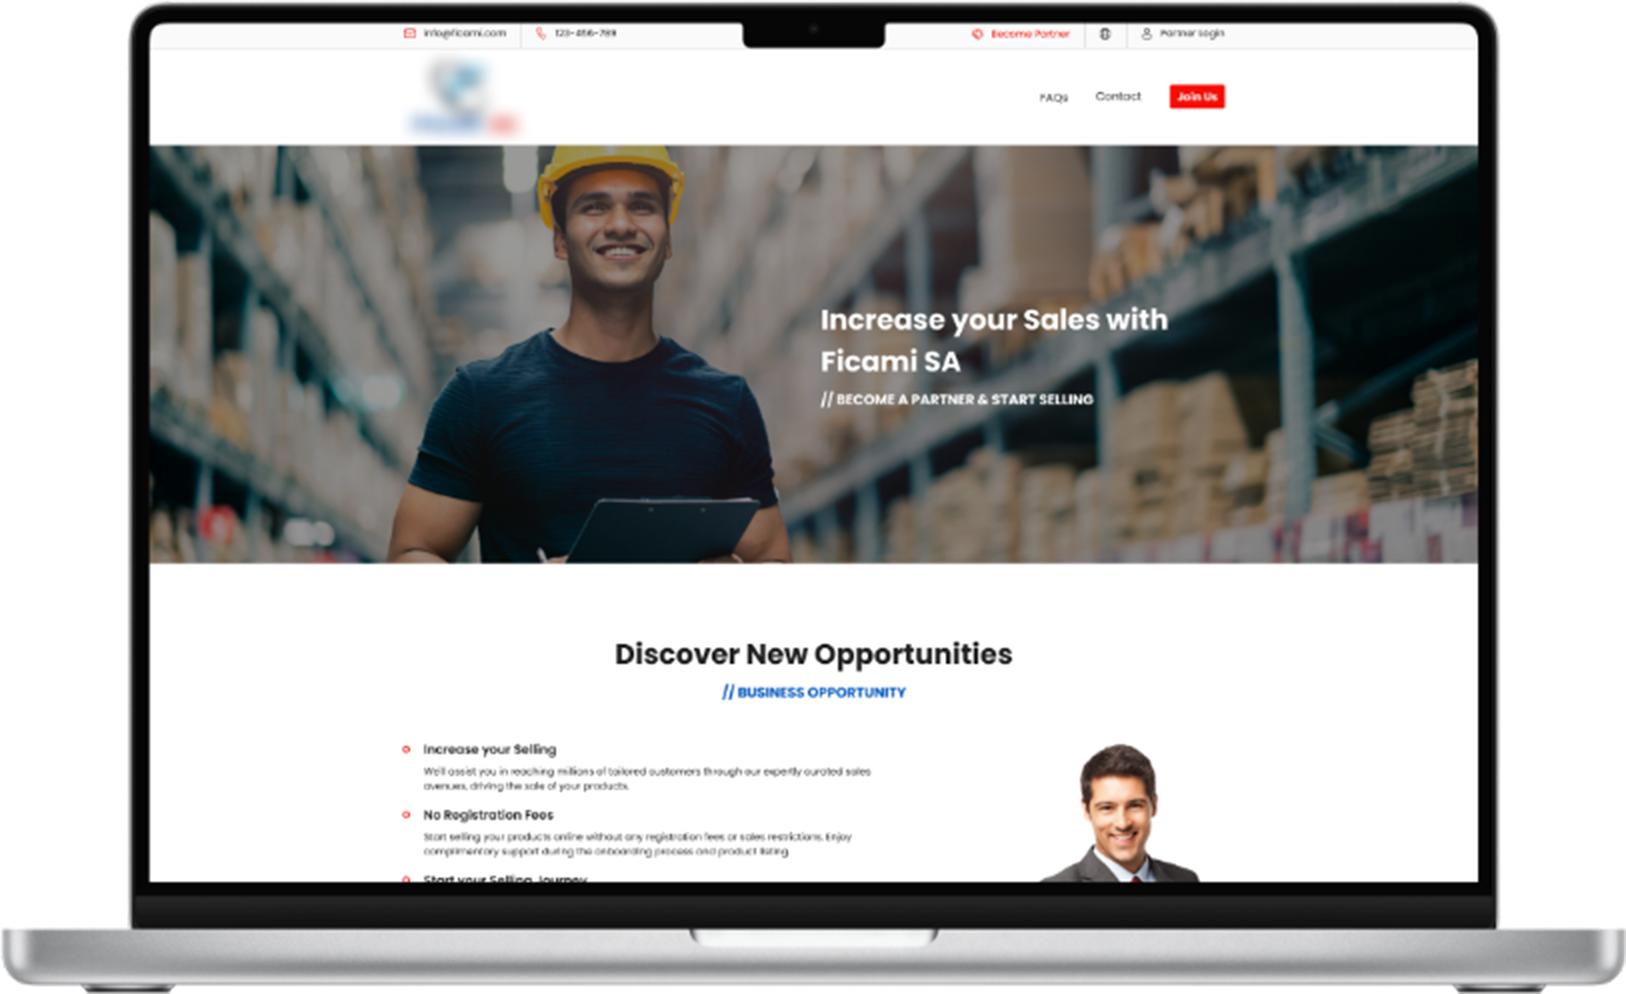 info@ficami.com
123-456-789
Become Partner
Partner Login
Ficami SA
FAQs
Contact
Join Us
Increase your Sales with
Ficami SA
// BECOME A PARTNER & START SELLING
Discover New Opportunities
// BUSINESS OPPORTUNITY
Increase your Selling
We'll assist you in reaching millions of tailored customers through our expertly curated sales
avenues, driving the sale of your products.
No Registration Fees
Start selling your products online without any registration fees or sales restrictions. Enjoy
complimentary support during the onboarding process and product listing.
Start your Selling Journey